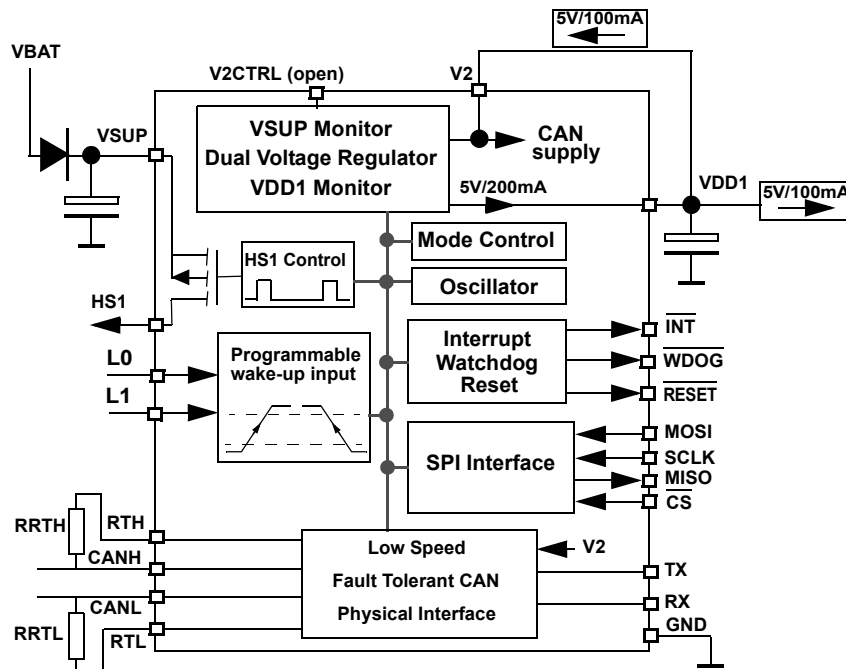 5V/100mA
VBAT
V2CTRL (open)
V2
VSUP
VSUP Monitor
Dual Voltage Regulator
VDD1 Monitor
CAN
supply
5V/200mA
VDD1
5V/100mA
Mode Control
HS1 Control
Oscillator
HS1
INT
L0
Programmable
wake-up input
Interrupt
Watchdog
Reset
WDOG
L1
RESET
MOSI
SPI Interface
SCLK
MISO
CS
RRTH
RTH
Low Speed
V2
CANH
Fault Tolerant CAN
TX
CANL
Physical Interface
RX
RRTL
RTL
GND